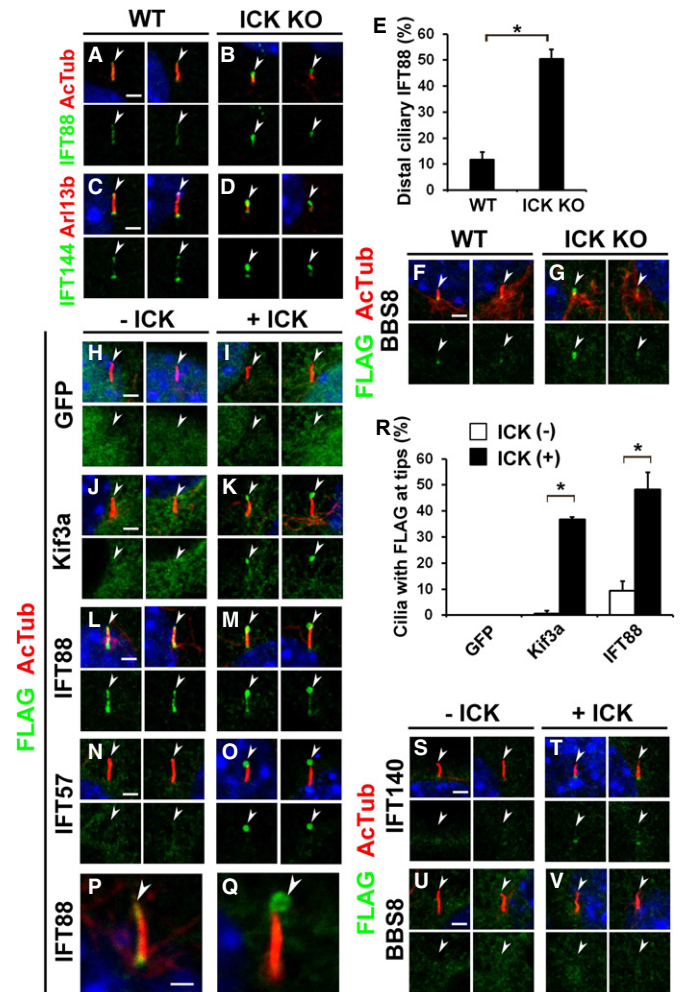 WT ICK KO
A B
IFT88 AcTub
C D
IFT144 Arl13b
E
Distal ciliary IFT88 (%)
60
50
40
30
20
10
0
*
WT ICK KO
WT ICK KO
F G
FLAG AcTub
BBS8
- ICK + ICK
FLAG AcTub
GFP
H I
Kif3a
J K
IFT88
L M
IFT57
N O
IFT88
P Q
R
ICK (-)
ICK (+)
Cilia with FLAG at tips (%)
60
50
40
30
20
10
0
* *
GFP Kif3a IFT88
- ICK + ICK
FLAG AcTub
IFT140
S T
BBS8
U V